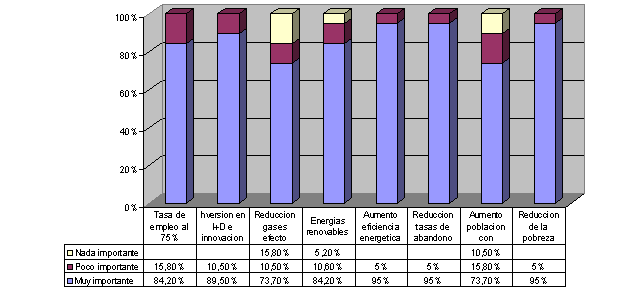 100%
80%
60%
40%
20%
0%
Tasa de empleo al 75%
Inversion en I+D e innovacion
Reduccion gases efecto
Energias renovables
Aumento eficiencia energetica
Reduccion tasas de abandono
Aumento poblacion con
Reduccion de la pobreza
Nada importante 15,80% 5,20% 10,50%
Poco importante 15,80% 10,50% 10,50% 10,60% 5% 5% 15,80% 5%
Muy importante 84,20% 89,50% 73,70% 84,20% 95% 95% 73,70% 95%